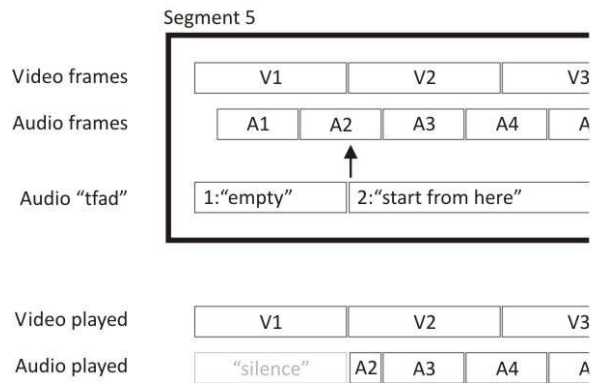 Segment 5
Video frames V1 V2 V3
Audio frames A1 A2 A3 A4 A
Audio “tfad” 1:“empty” 2:“start from here”
Video played V1 V2 V3
Audio played “silence” A2 A3 A4 A